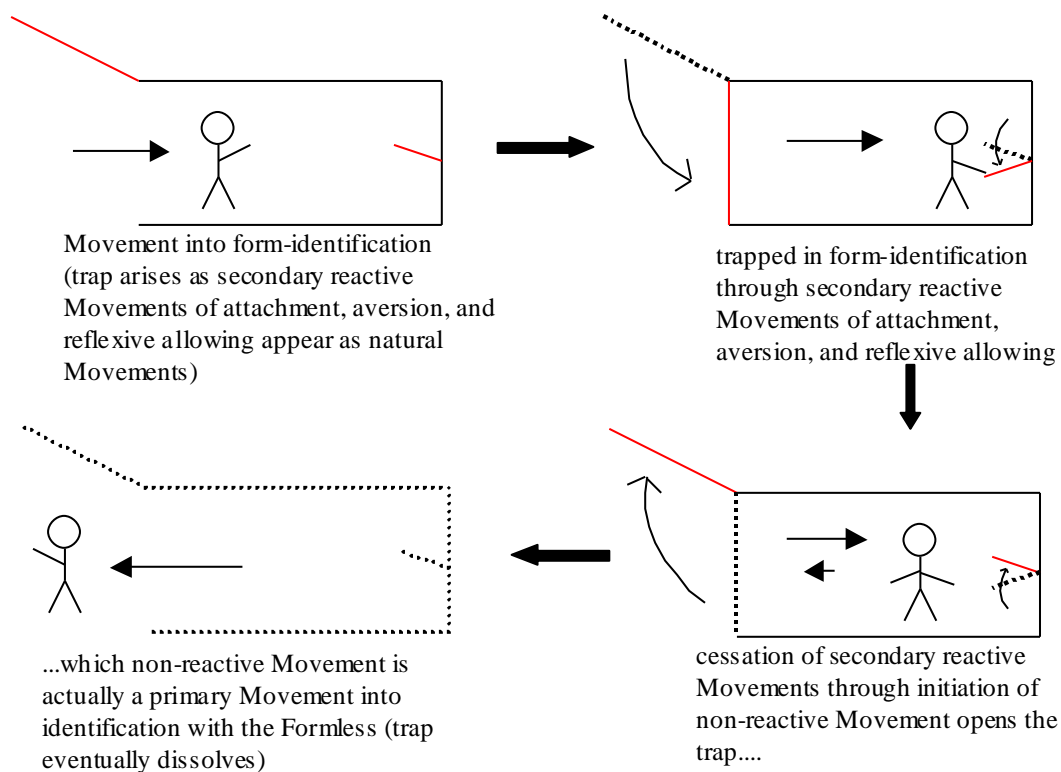 Movement into form-identification
(trap arises as secondary reactive
Movements of attachment, aversion, and
reflexive allowing appear as natural
Movements)
trapped in form-identification
through secondary reactive
Movements of attachment,
aversion, and reflexive allowing
cessation of secondary reactive
Movements through initiation of
non-reactive Movement opens the
trap....
...which non-reactive Movement is
actually a primary Movement into
identification with the Formless (trap
eventually dissolves)